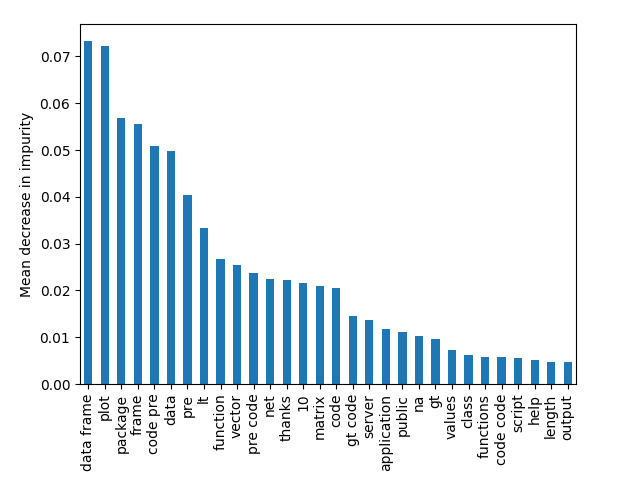 0.07
0.06
0.05
0.04
0.03
0.02
0.01
0.00
Mean decrease in impurity
data frame
plot
package
frame
code pre
data
pre
lt
function
vector
pre code
net
thanks
10
matrix
code
gt code
server
application
public
na
gt
values
class
functions
code code
script
help
length
output